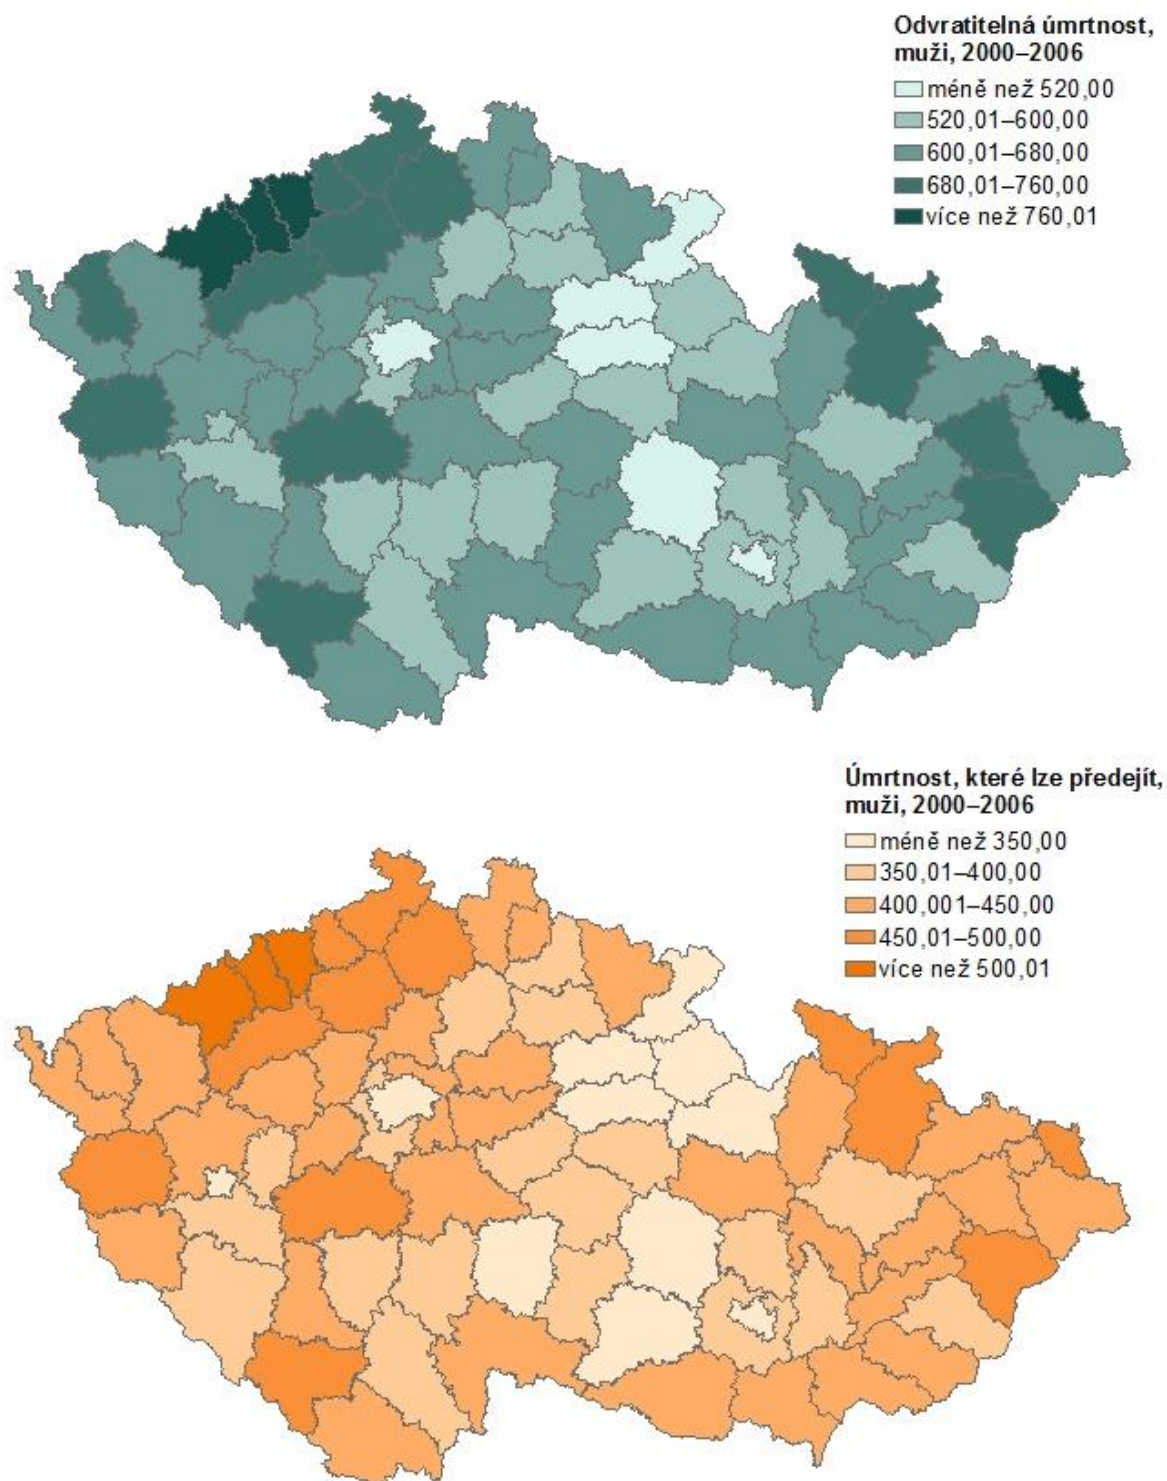 Odvratitelná úmrtnost,
muži, 2000–2006
méně než 520,00
520,01–600,00
600,01–680,00
680,01–760,00
více než 760,01
Úmrtnost, které lze předejít,
muži, 2000–2006
méně než 350,00
350,01–400,00
400,001–450,00
450,01–500,00
více než 500,01